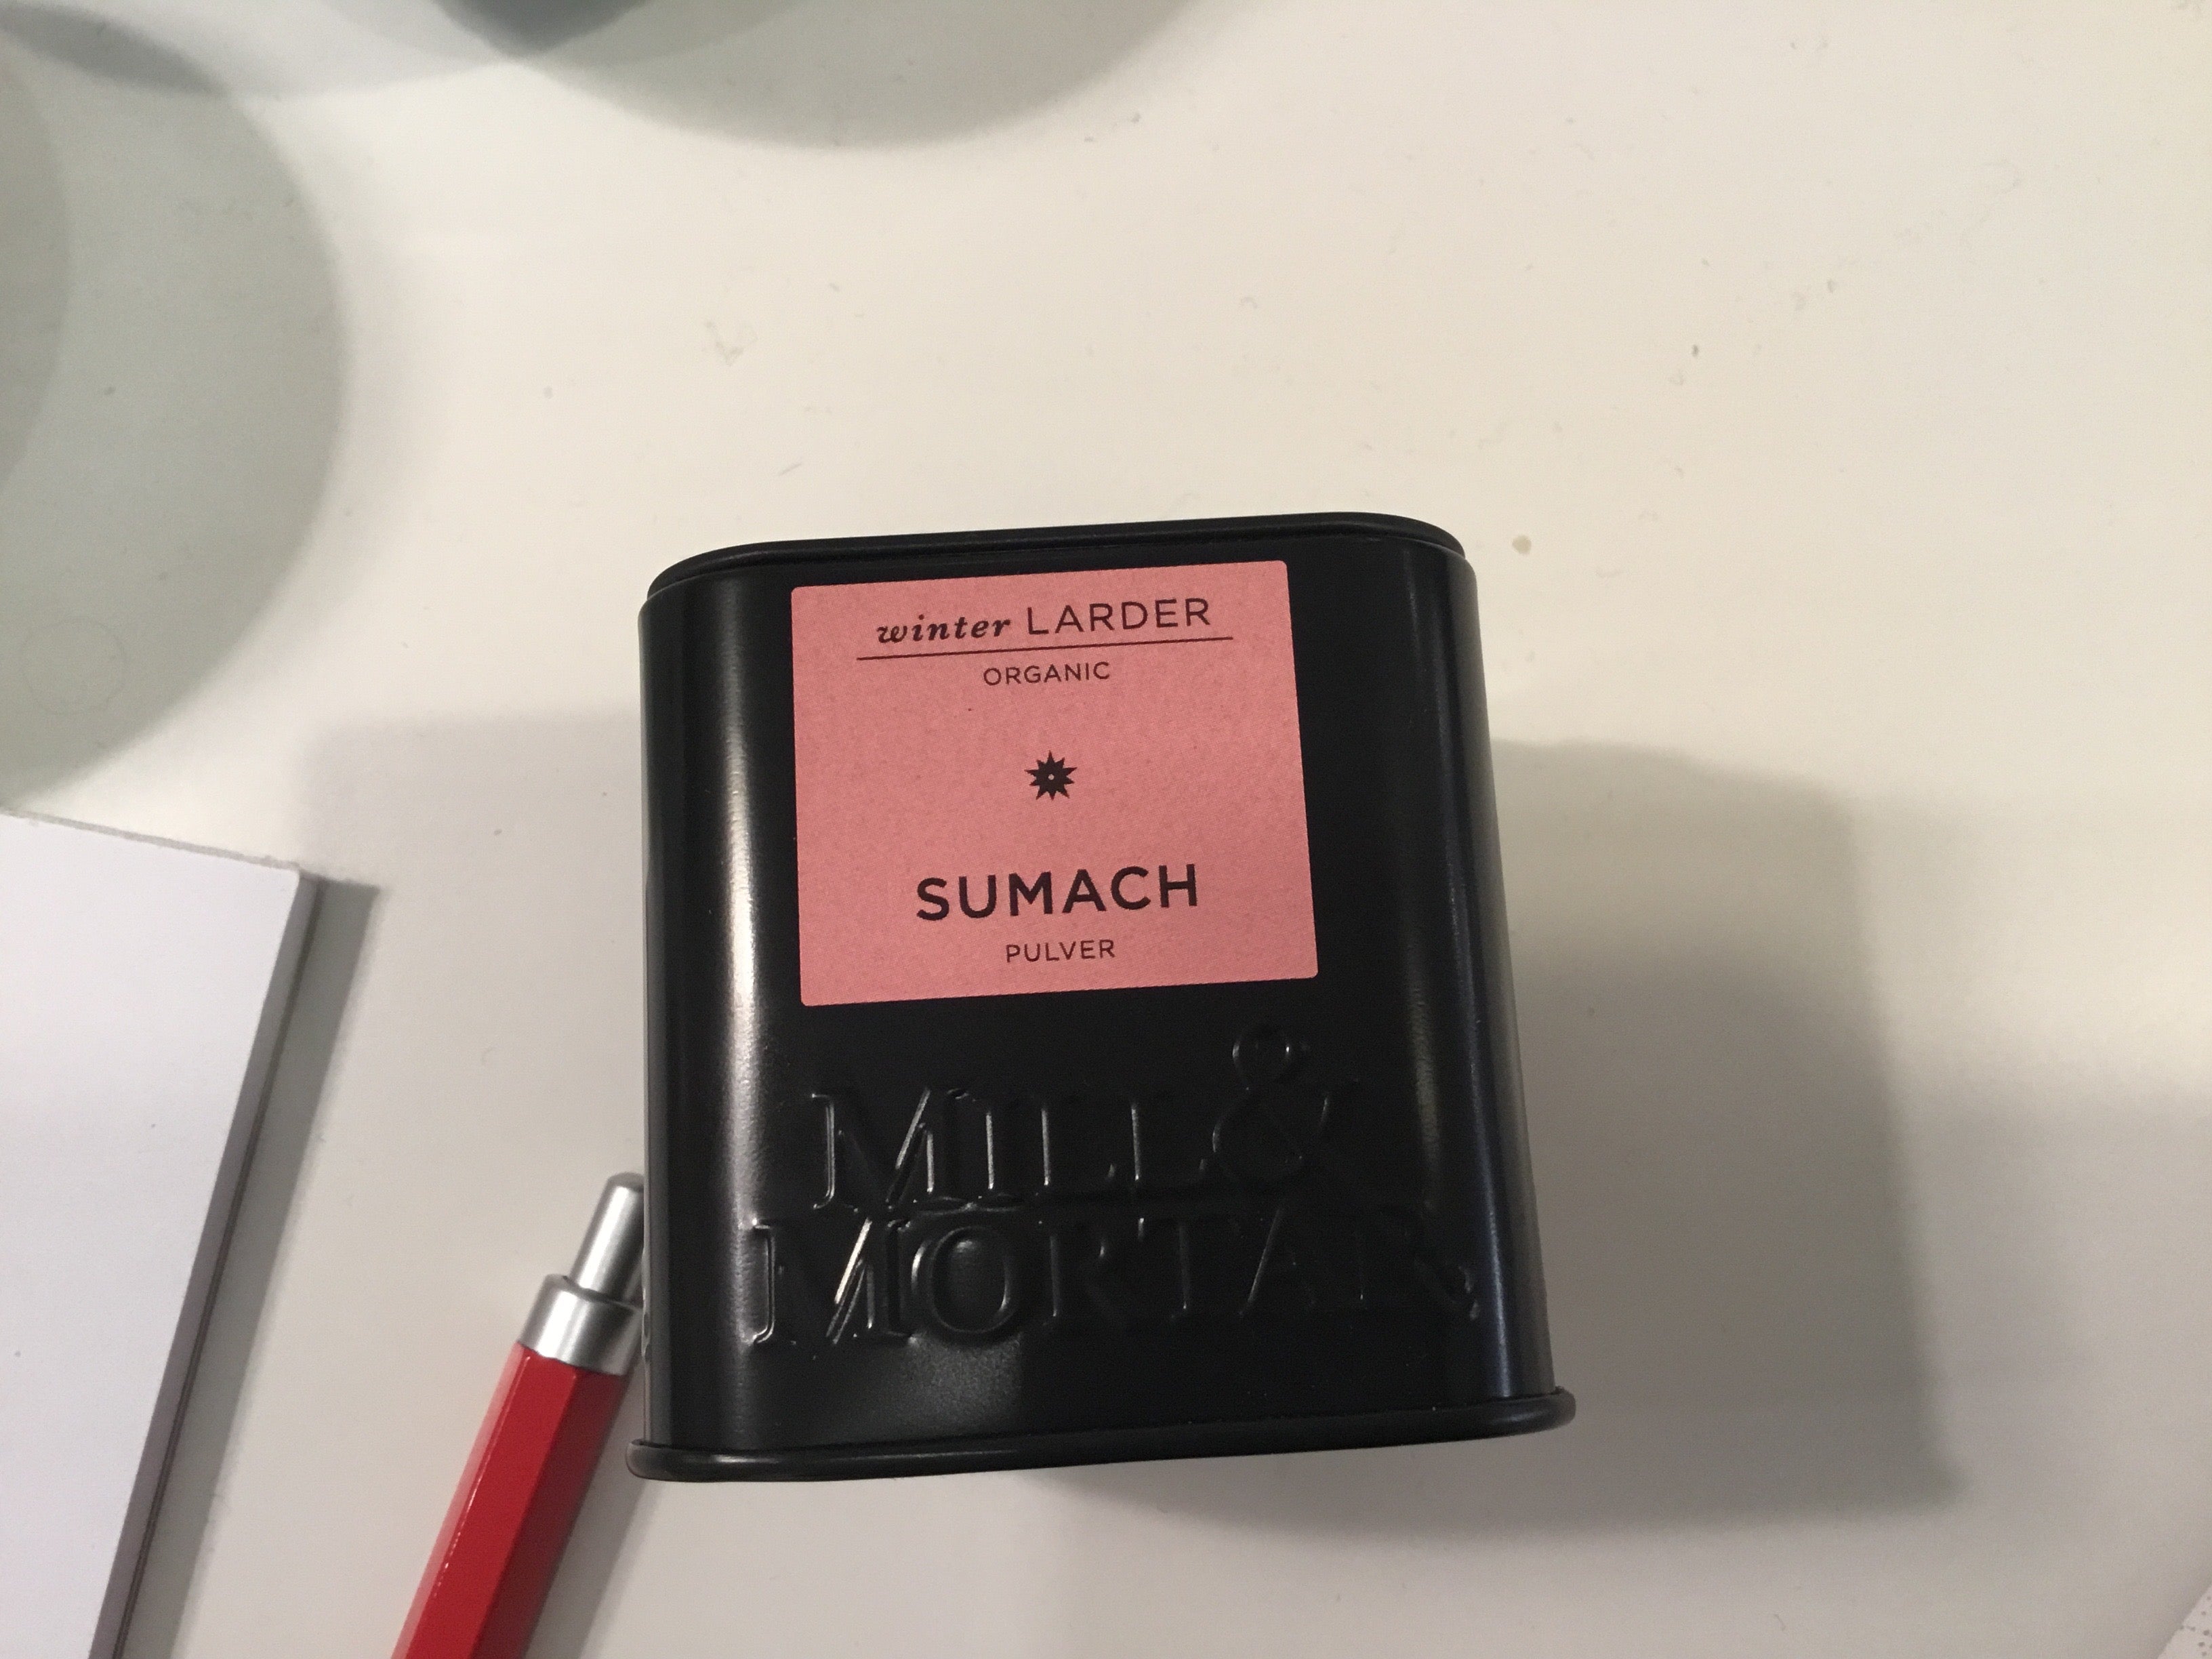 winter LARDER
ORGANIC
SUMACH
PULVER
MILL &
MORTAR